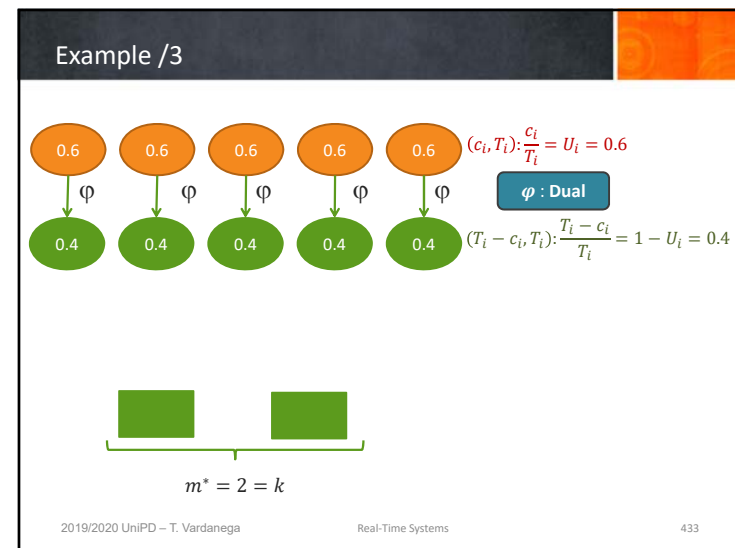 Example /3
0.6 0.6 0.6 0.6 0.6 (c_i, T_i): c_i/T_i = U_i = 0.6
φ φ φ φ φ φ : Dual
0.4 0.4 0.4 0.4 0.4 (T_i − c_i, T_i): (T_i − c_i)/T_i = 1 − U_i = 0.4
m* = 2 = k
2019/2020 UniPD – T. Vardanega Real-Time Systems 433